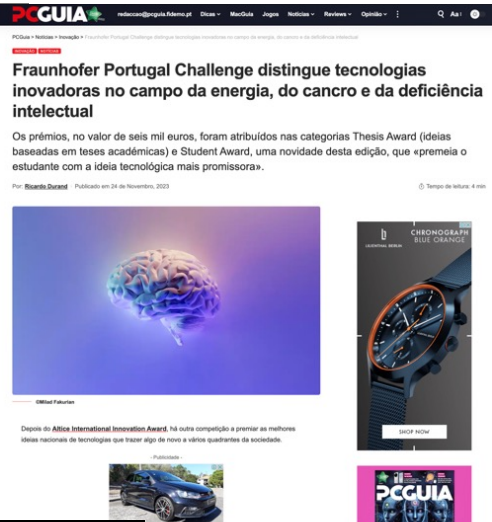 PCGUIA
redaccao@pcguia.fidemo.pt Dicas MacGuia Jogos Notícias Reviews Opinião
Aa
PCGuia > Notícias > Inovação > Fraunhofer Portugal Challenge distingue tecnologias inovadoras no campo da energia, do cancro e da deficiência intelectual
INOVAÇÃO NOTÍCIAS
Fraunhofer Portugal Challenge distingue tecnologias
inovadoras no campo da energia, do cancro e da deficiência
intelectual
Os prémios, no valor de seis mil euros, foram atribuídos nas categorias Thesis Award (ideias
baseadas em teses académicas) e Student Award, uma novidade desta edição, que «premeia o
estudante com a ideia tecnológica mais promissora».
Por: Ricardo Durand Publicado em 24 de Novembro, 2023
Tempo de leitura: 4 min
LILIENTHAL BERLIN
CHRONOGRAPH
BLUE ORANGE
SHOP NOW
©Milad Fakurian
Depois do Altice International Innovation Award, há outra competição a premiar as melhores
ideias nacionais de tecnologias que trazer algo de novo a vários quadrantes da sociedade.
- Publicidade -
PCGUIA